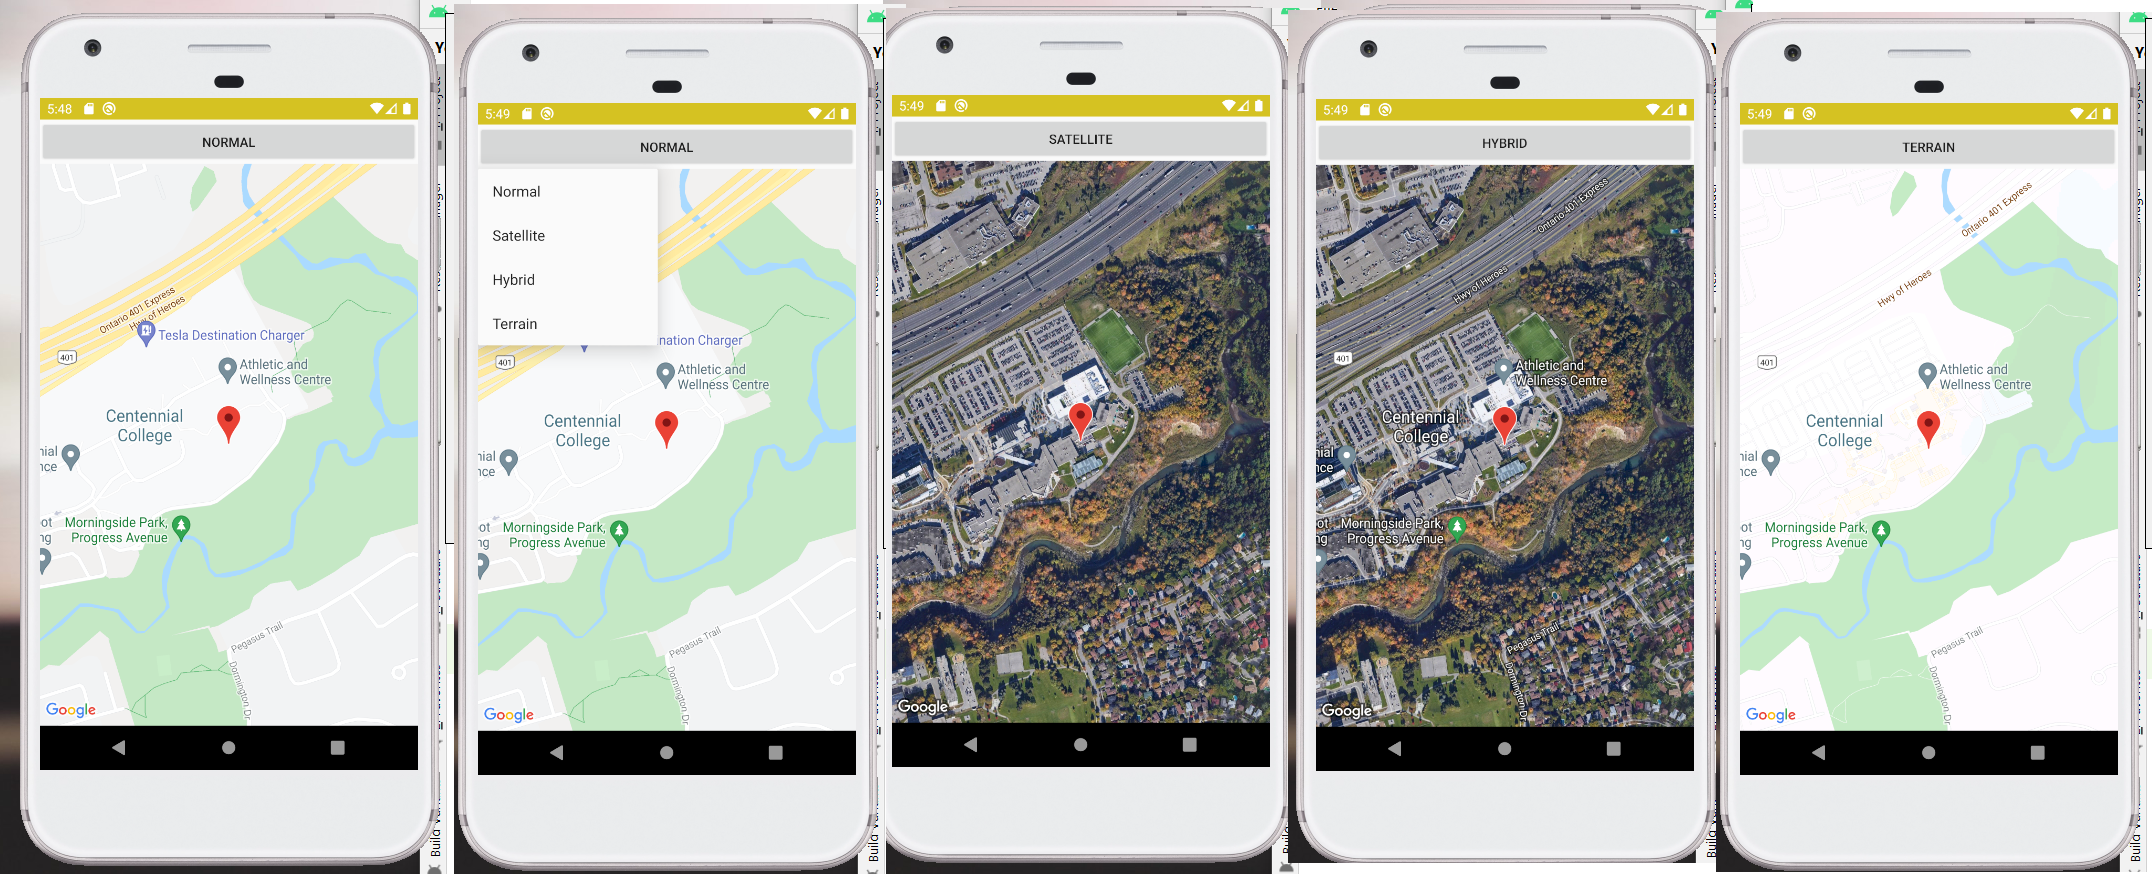 5:48
NORMAL
Ontario 401 Express
Hwy of Heroes
Tesla Destination Charger
401
Athletic and
Wellness Centre
Centennial
College
nial
nce
Morningside Park,
Progress Avenue
ot
ng
Pegasus Trail
Dormington Dr
Google
5:49
NORMAL
Normal
Satellite
Hybrid
Terrain
nation Charger
401
Athletic and
Wellness Centre
Centennial
College
nial
nce
Morningside Park,
Progress Avenue
ot
ng
Pegasus Trail
Dormington Dr
Google
5:49
SATELLITE
Google
5:49
HYBRID
Ontario 401 Express
Hwy of Heroes
401
Athletic and
Wellness Centre
Centennial
College
nial
nce
Morningside Park,
Progress Avenue
ot
ng
Pegasus Trail
Dormington Dr
Google
5:49
TERRAIN
Ontario 401 Express
Hwy of Heroes
401
Athletic and
Wellness Centre
Centennial
College
nial
nce
Morningside Park,
Progress Avenue
ot
ng
Pegasus Trail
Dormington Dr
Google